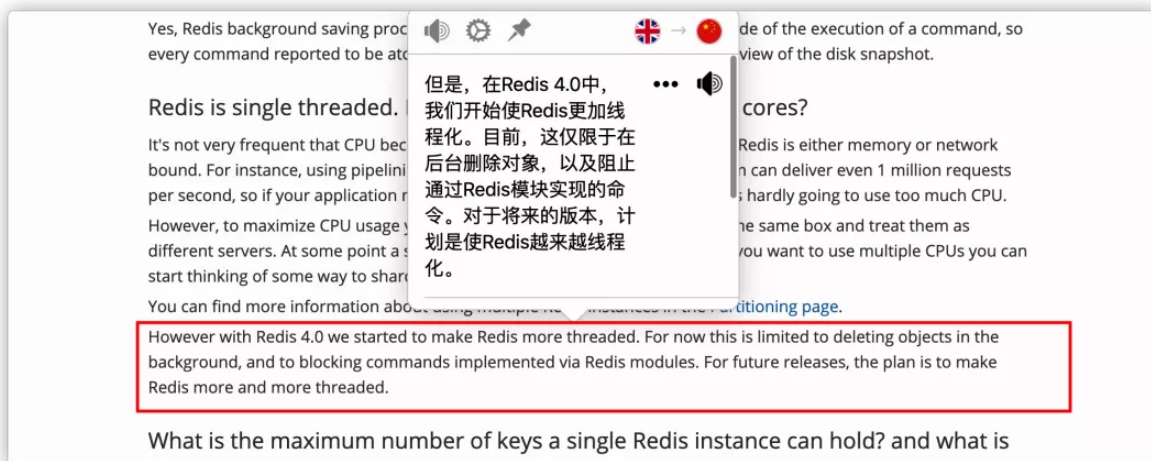 Yes, Redis background saving of the execution of a command, so
every command reported to be view of the disk snapshot.
Redis is single threaded. cores?
It's not very frequent that CPU Redis is either memory or network
bound. For instance, using can deliver even 1 million requests
per second, so if your application hardly going to use too much CPU.
However, to maximize CPU usage same box and treat them as
different servers. At some point a you want to use multiple CPUs you can
start thinking of some way to
You can find more information about using multiple instances in the Partitioning page.
但是，在Redis 4.0中，
我们开始使Redis更加线
程化。目前，这仅限于在
后台删除对象，以及阻止
通过Redis模块实现的命
令。对于将来的版本，计
划是使Redis越来越线程
化。
However with Redis 4.0 we started to make Redis more threaded. For now this is limited to deleting objects in the
background, and to blocking commands implemented via Redis modules. For future releases, the plan is to make
Redis more and more threaded.
What is the maximum number of keys a single Redis instance can hold? and what is